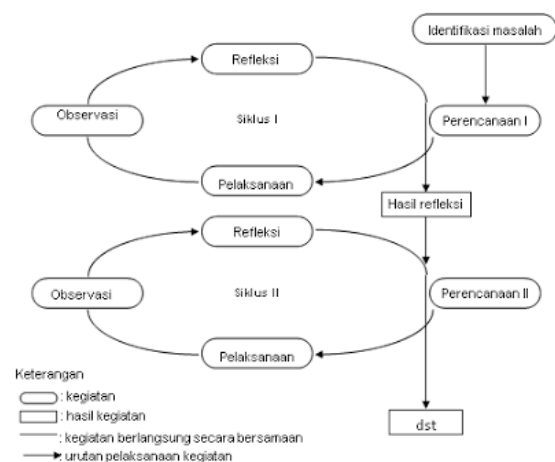 Identifikasi masalah
Refleksi
Observasi
Siklus I
Perencanaan I
Pelaksanaan
Hasil refleksi
Refleksi
Observasi
Siklus II
Perencanaan II
Pelaksanaan
Keterangan
: kegiatan
: hasil kegiatan
: kegiatan berlangsung secara bersamaan
: urutan pelaksanaan kegiatan
dst